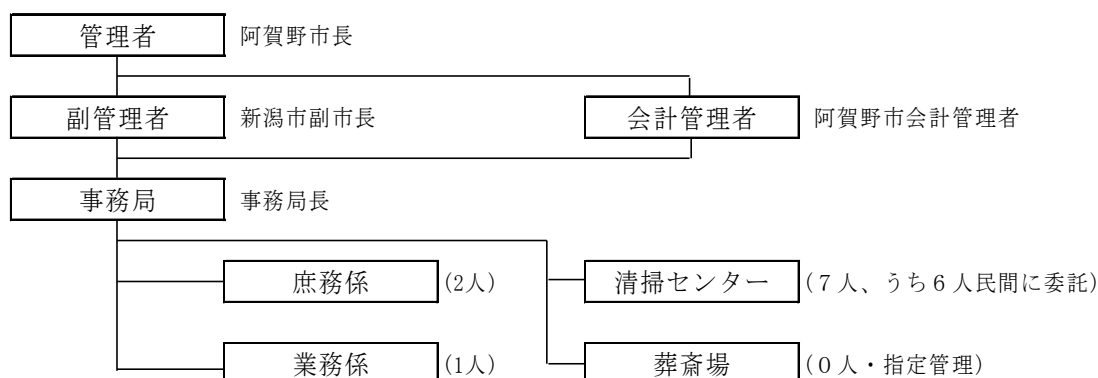 管理者 阿賀野市長
副管理者 新潟市副市長 会計管理者 阿賀野市会計管理者
事務局 事務局長
庶務係 (2人) 清掃センター (７人、うち６人民間に委託)
業務係 (1人) 葬斎場 (０人・指定管理)